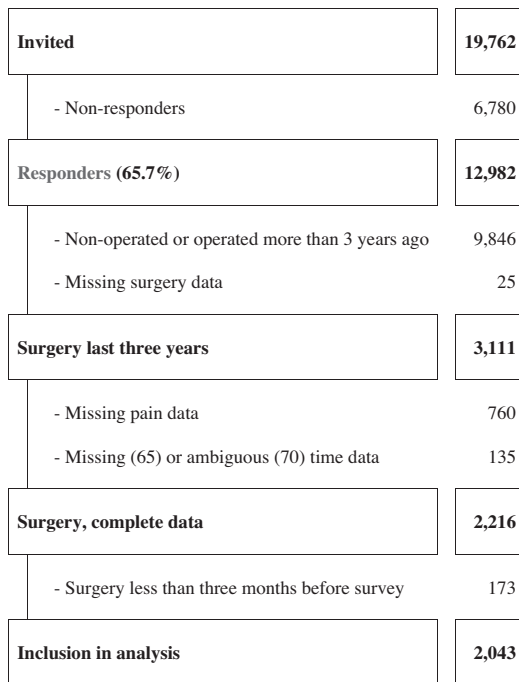 Invited 19,762
- Non-responders 6,780
Responders (65.7%) 12,982
- Non-operated or operated more than 3 years ago 9,846
- Missing surgery data 25
Surgery last three years 3,111
- Missing pain data 760
- Missing (65) or ambiguous (70) time data 135
Surgery, complete data 2,216
- Surgery less than three months before survey 173
Inclusion in analysis 2,043